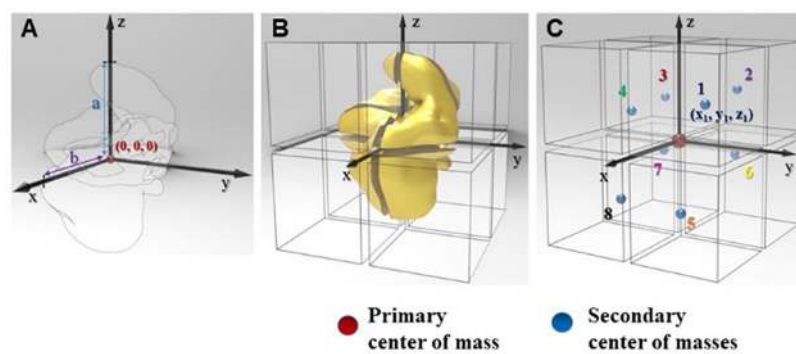 A
z
a
(0, 0, 0)
b
x
y
B
z
x
y
C
z
3
1
2
4
(x₁, y₁, z₁)
x
7
6
y
8
5
Primary
center of mass
Secondary
center of masses